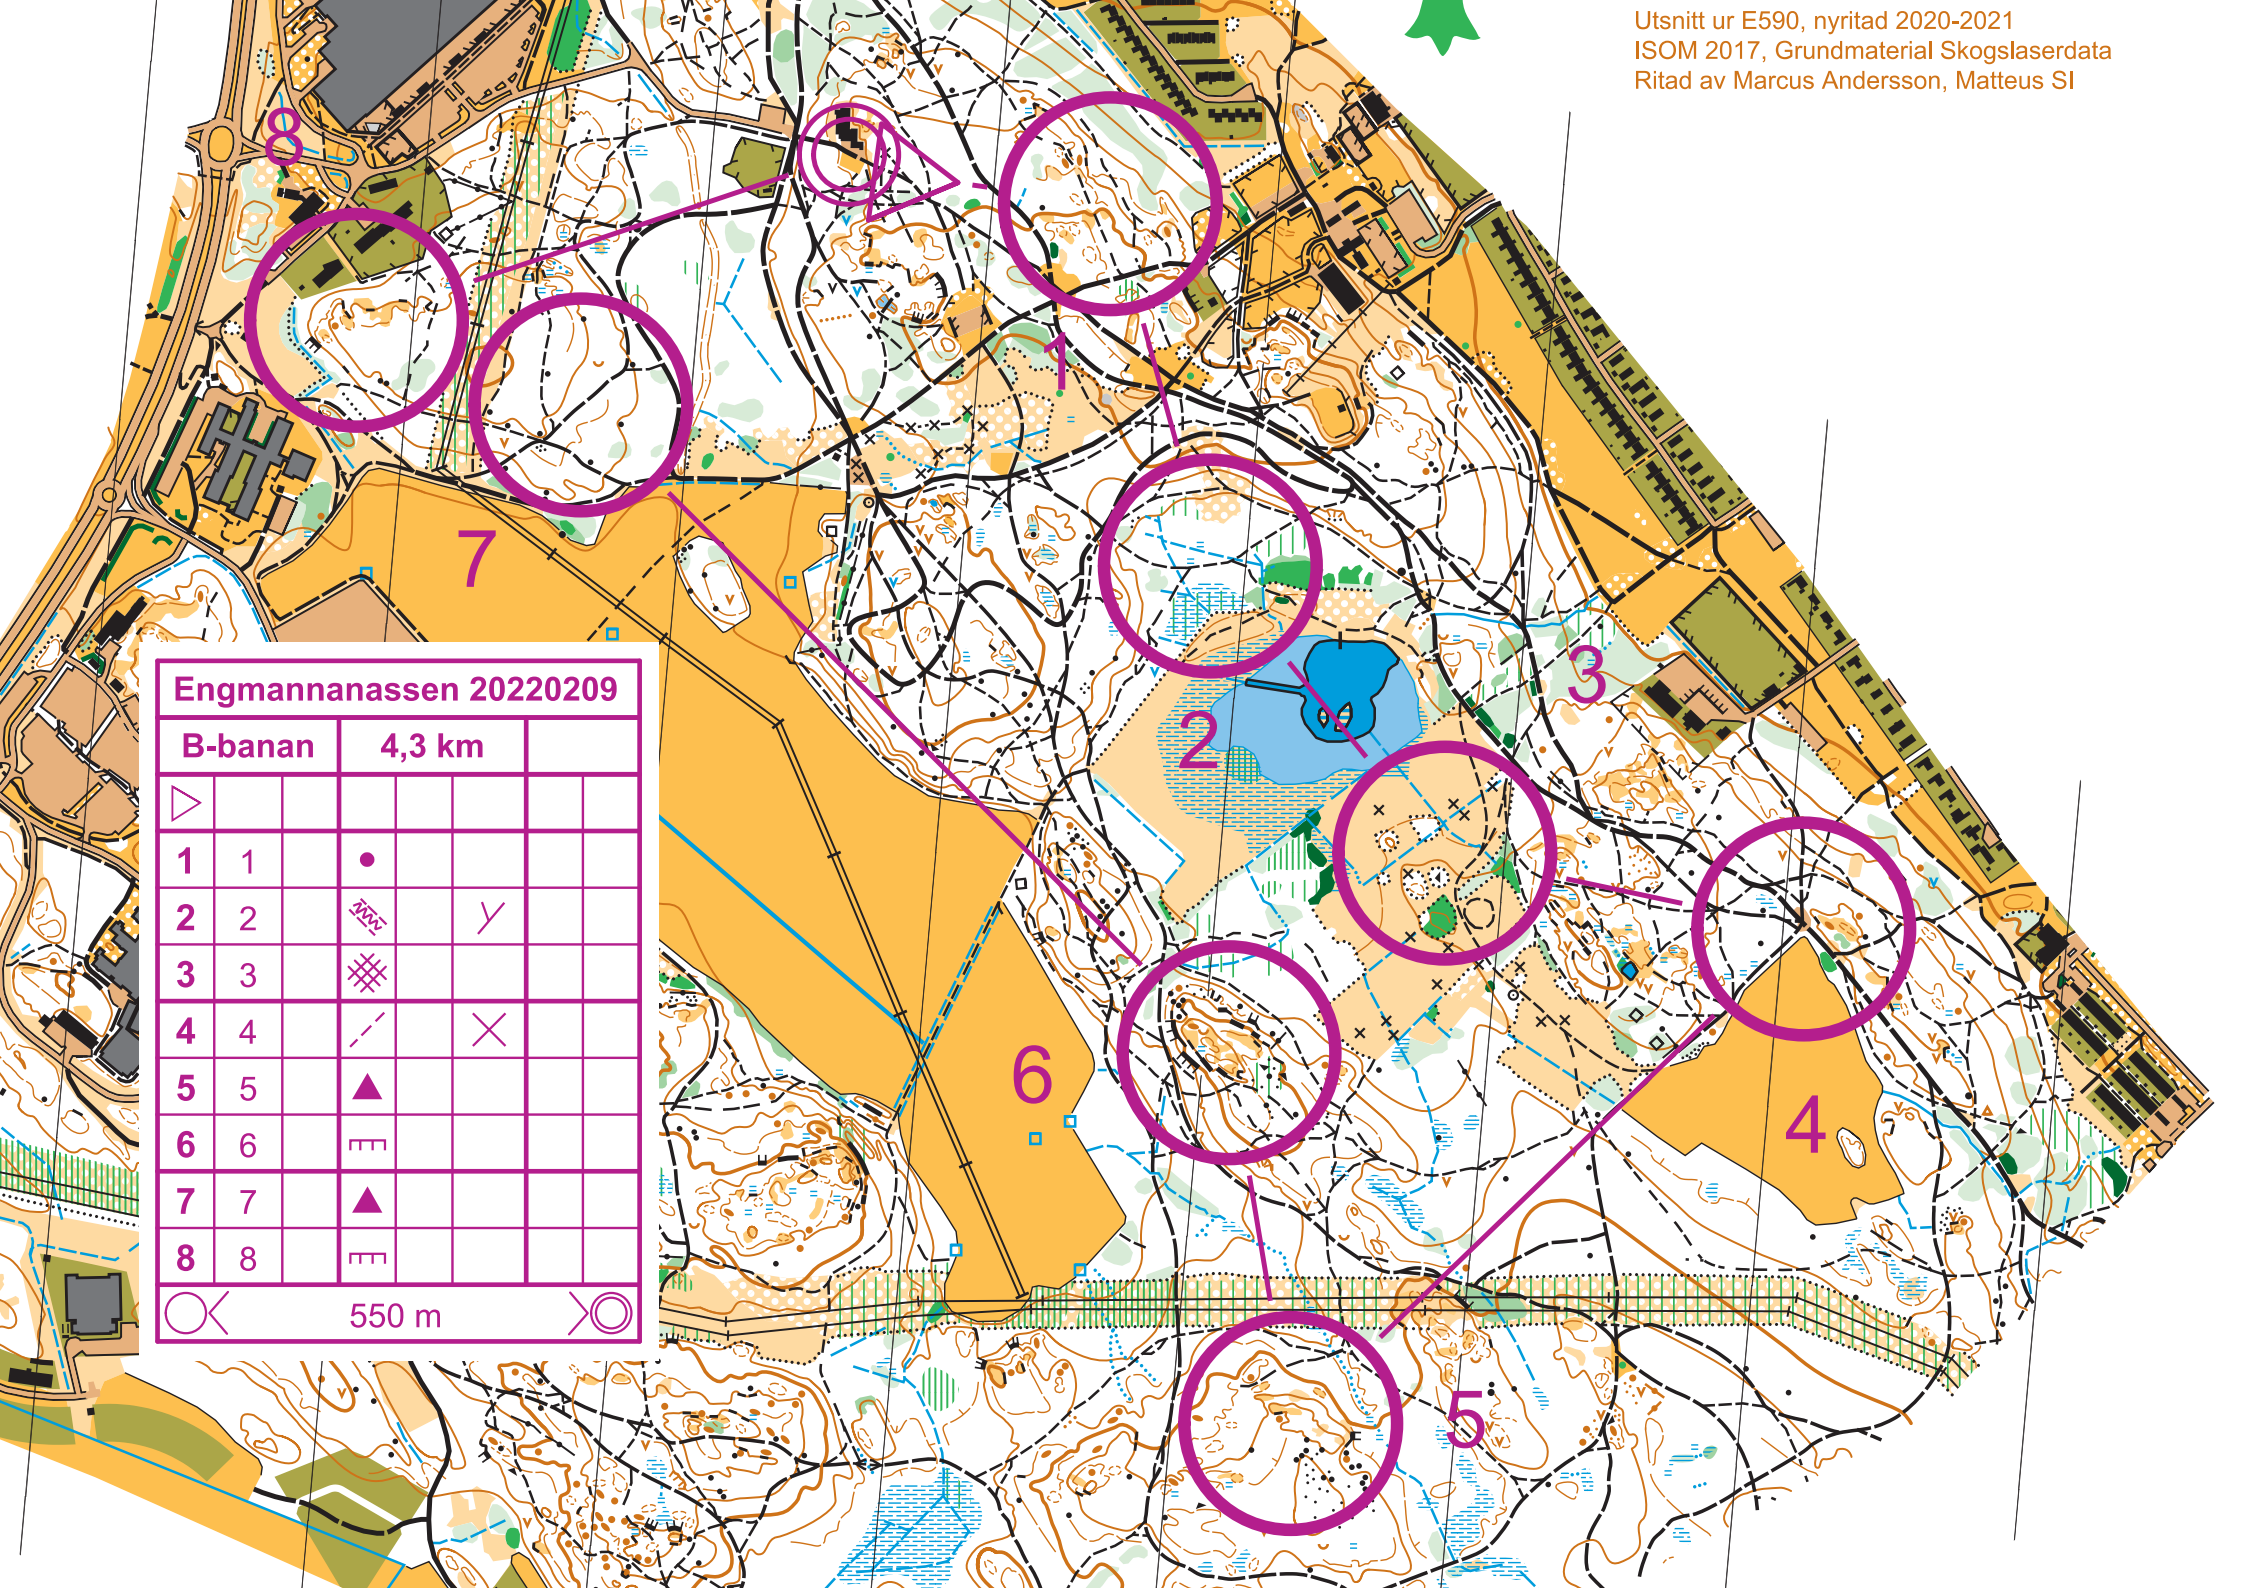 Utsnitt ur E590, nyritad 2020-2021
ISOM 2017, Grundmaterial Skogslaserdata
Ritad av Marcus Andersson, Matteus SI
8
1
7
3
2
6
4
5
Engmannanassen 20220209
B-banan 4,3 km
1 1
2 2
3 3
4 4
5 5
6 6
7 7
8 8
550 m